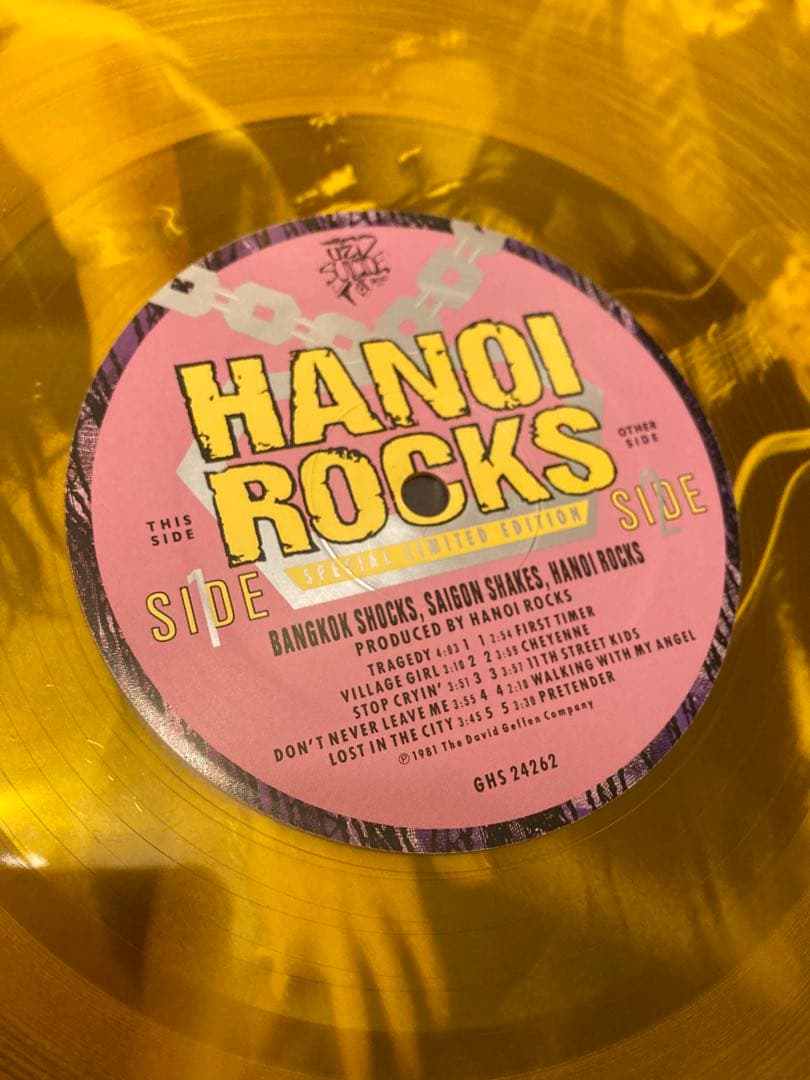 UZI
SUICIDE
HANOI
ROCKS
SPECIAL LIMITED EDITION
THIS
SIDE
SIDE 1
OTHER
SIDE
SIDE 2
BANGKOK SHOCKS, SAIGON SHAKES, HANOI ROCKS
PRODUCED BY HANOI ROCKS
TRAGEDY 4:03 1 1 2:54 FIRST TIMER
VILLAGE GIRL 3:10 2 2 3:59 CHEYENNE
STOP CRYIN' 3:51 3 3 3:57 11TH STREET KIDS
DON'T NEVER LEAVE ME 3:55 4 4 2:10 WALKING WITH MY ANGEL
LOST IN THE CITY 3:45 5 5 3:30 PRETENDER
℗ 1981 The David Geffen Company
GHS 24262